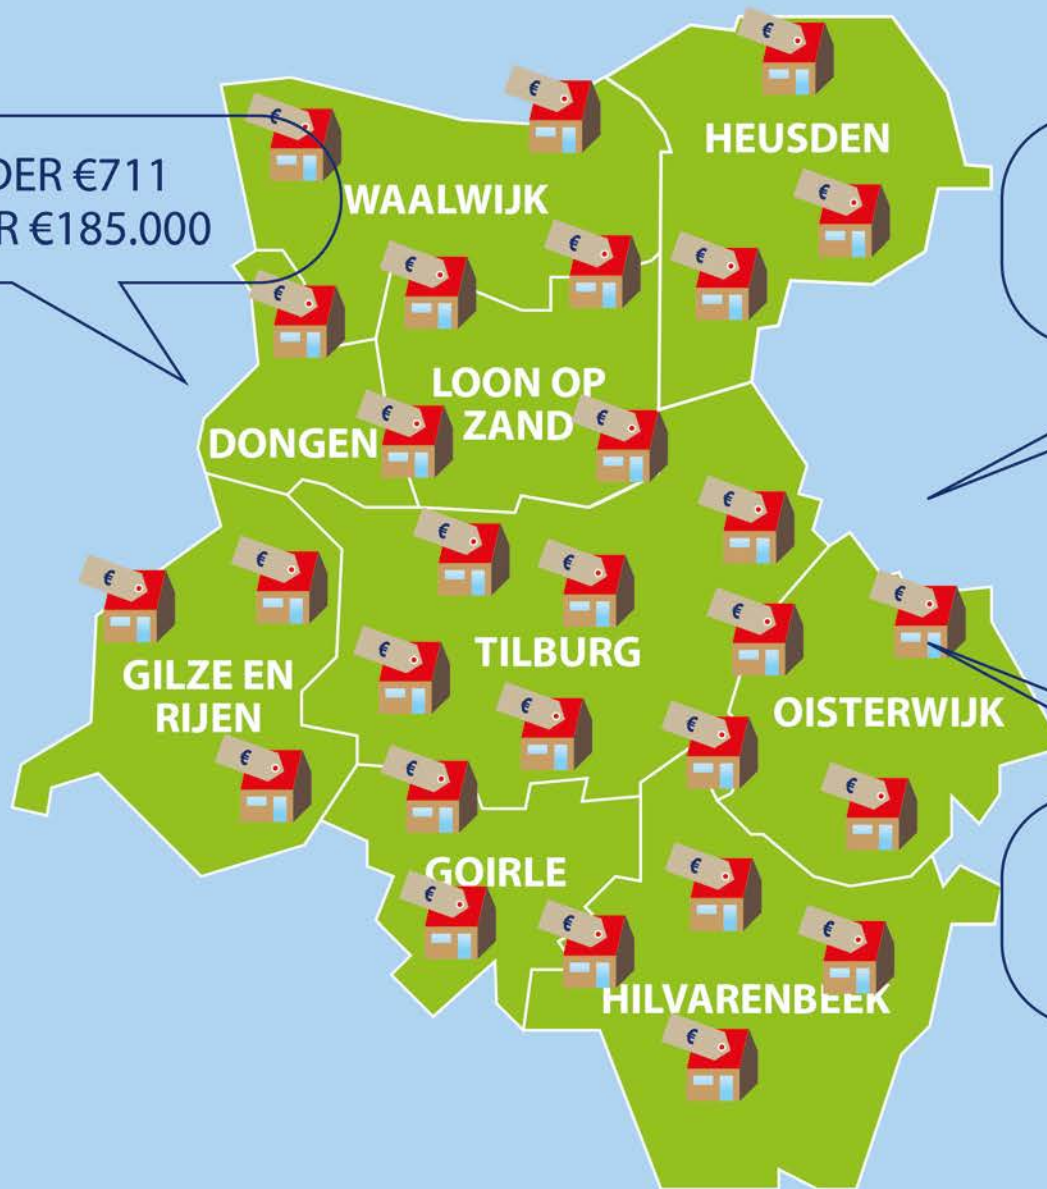 HEUSDEN
DER €711
R €185.000
WAALWIJK
LOON OP
ZAND
DONGEN
TILBURG
GILZE EN
RIJEN
OISTERWIJK
GOIRLE
HILVARENBEEK